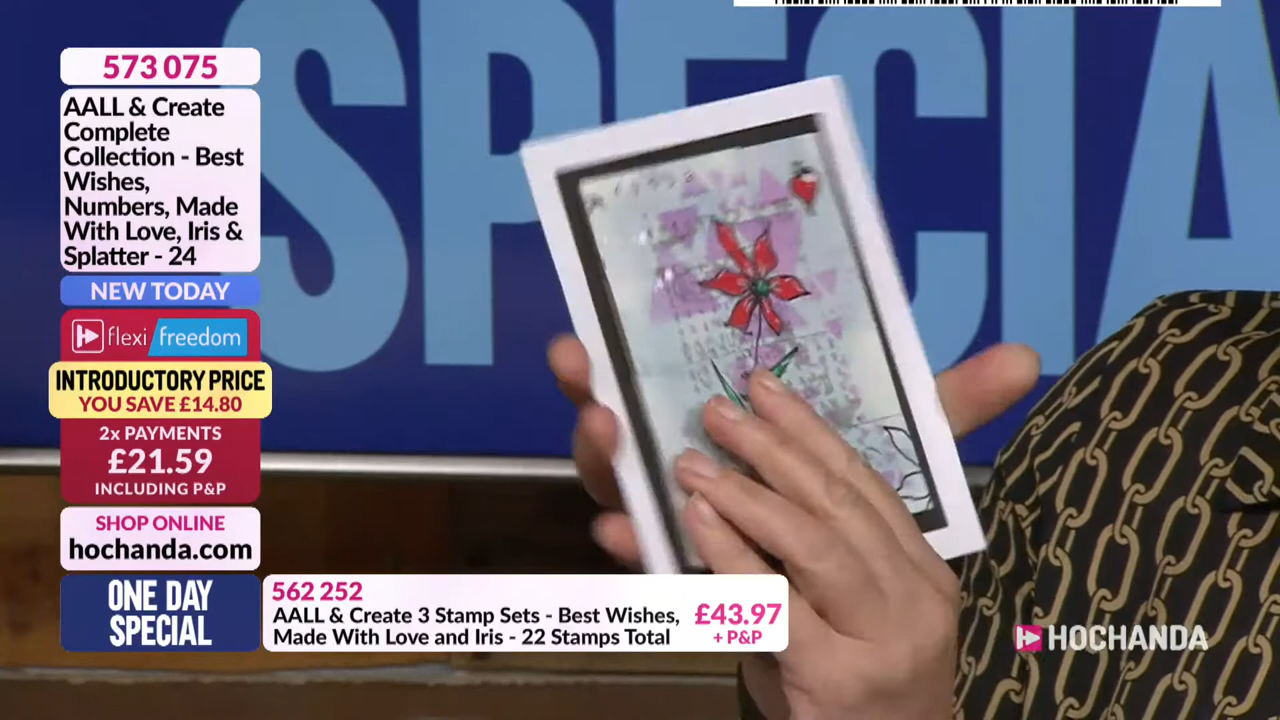 SPECIA
573 075
AALL & Create
Complete
Collection - Best
Wishes,
Numbers, Made
With Love, Iris &
Splatter - 24
NEW TODAY
flexi freedom
INTRODUCTORY PRICE
YOU SAVE £14.80
2x PAYMENTS
£21.59
INCLUDING P&P
SHOP ONLINE
hochanda.com
ONE DAY
SPECIAL
562 252
AALL & Create 3 Stamp Sets - Best Wishes,
Made With Love and Iris - 22 Stamps Total
£43.97
+ P&P
HOCHANDA